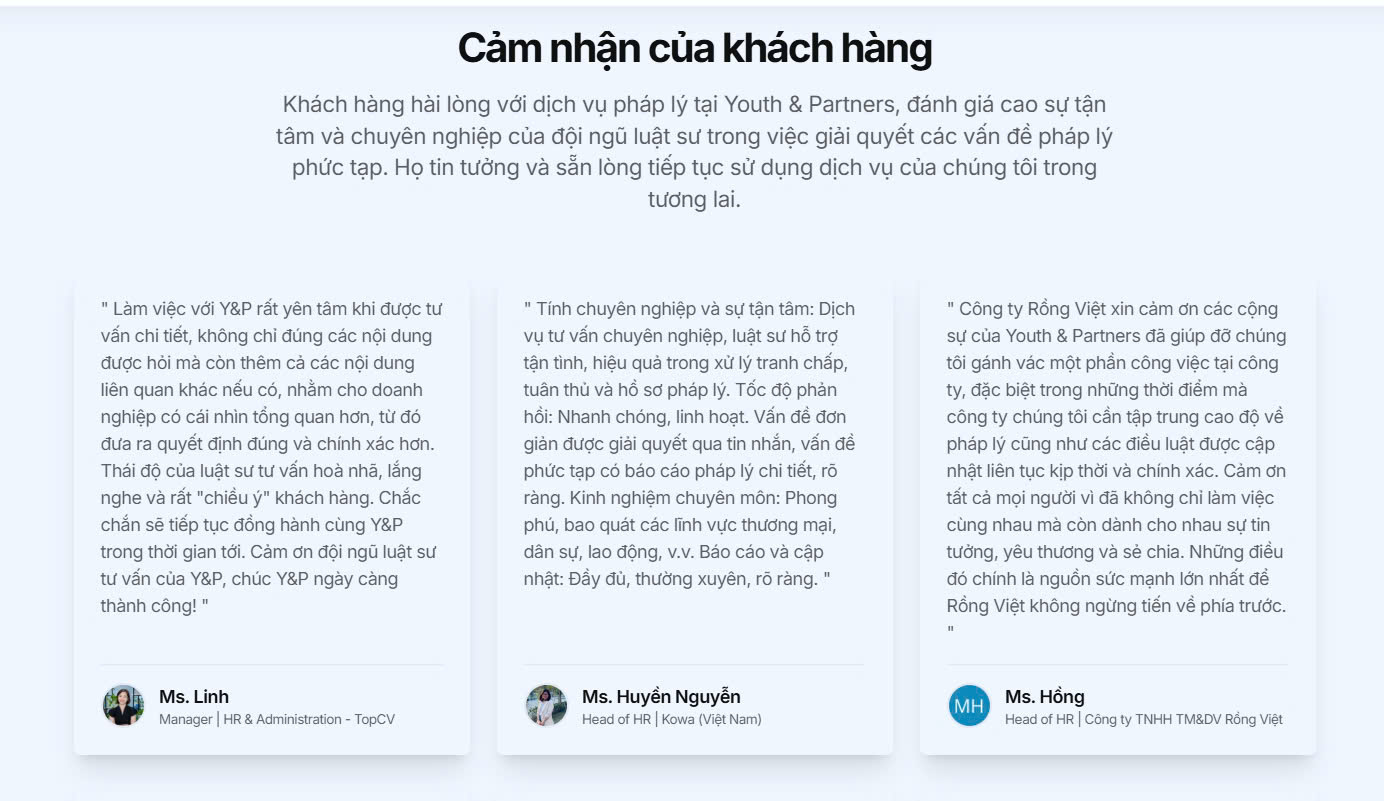 Cảm nhận của khách hàng
Khách hàng hài lòng với dịch vụ pháp lý tại Youth & Partners, đánh giá cao sự tận
tâm và chuyên nghiệp của đội ngũ luật sư trong việc giải quyết các vấn đề pháp lý
phức tạp. Họ tin tưởng và sẵn lòng tiếp tục sử dụng dịch vụ của chúng tôi trong
tương lai.
" Làm việc với Y&P rất yên tâm khi được tư
vấn chi tiết, không chỉ đúng các nội dung
được hỏi mà còn thêm cả các nội dung
liên quan khác nếu có, nhằm cho doanh
nghiệp có cái nhìn tổng quan hơn, từ đó
đưa ra quyết định đúng và chính xác hơn.
Thái độ của luật sư tư vấn hoà nhã, lắng
nghe và rất "chiều ý" khách hàng. Chắc
chắn sẽ tiếp tục đồng hành cùng Y&P
trong thời gian tới. Cảm ơn đội ngũ luật sư
tư vấn của Y&P, chúc Y&P ngày càng
thành công! "
Ms. Linh
Manager | HR & Administration - TopCV
" Tính chuyên nghiệp và sự tận tâm: Dịch
vụ tư vấn chuyên nghiệp, luật sư hỗ trợ
tận tình, hiệu quả trong xử lý tranh chấp,
tuân thủ và hồ sơ pháp lý. Tốc độ phản
hồi: Nhanh chóng, linh hoạt. Vấn đề đơn
giản được giải quyết qua tin nhắn, vấn đề
phức tạp có báo cáo pháp lý chi tiết, rõ
ràng. Kinh nghiệm chuyên môn: Phong
phú, bao quát các lĩnh vực thương mại,
dân sự, lao động, v.v. Báo cáo và cập
nhật: Đầy đủ, thường xuyên, rõ ràng. "
Ms. Huyền Nguyễn
Head of HR | Kowa (Việt Nam)
" Công ty Rồng Việt xin cảm ơn các cộng
sự của Youth & Partners đã giúp đỡ chúng
tôi gánh vác một phần công việc tại công
ty, đặc biệt trong những thời điểm mà
công ty chúng tôi cần tập trung cao độ về
pháp lý cũng như các điều luật được cập
nhật liên tục kịp thời và chính xác. Cảm ơn
tất cả mọi người vì đã không chỉ làm việc
cùng nhau mà còn dành cho nhau sự tin
tưởng, yêu thương và sẻ chia. Những điều
đó chính là nguồn sức mạnh lớn nhất để
Rồng Việt không ngừng tiến về phía trước.
"
MH
Ms. Hồng
Head of HR | Công ty TNHH TM&DV Rồng Việt